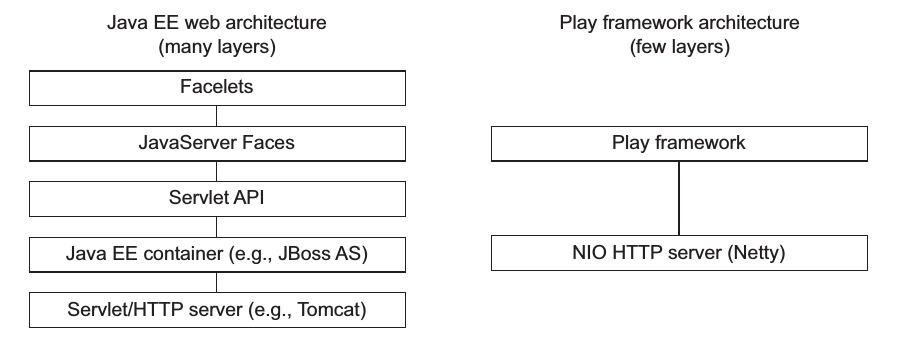 Java EE web architecture
(many layers)
Facelets
JavaServer Faces
Servlet API
Java EE container (e.g., JBoss AS)
Servlet/HTTP server (e.g., Tomcat)
Play framework architecture
(few layers)
Play framework
NIO HTTP server (Netty)